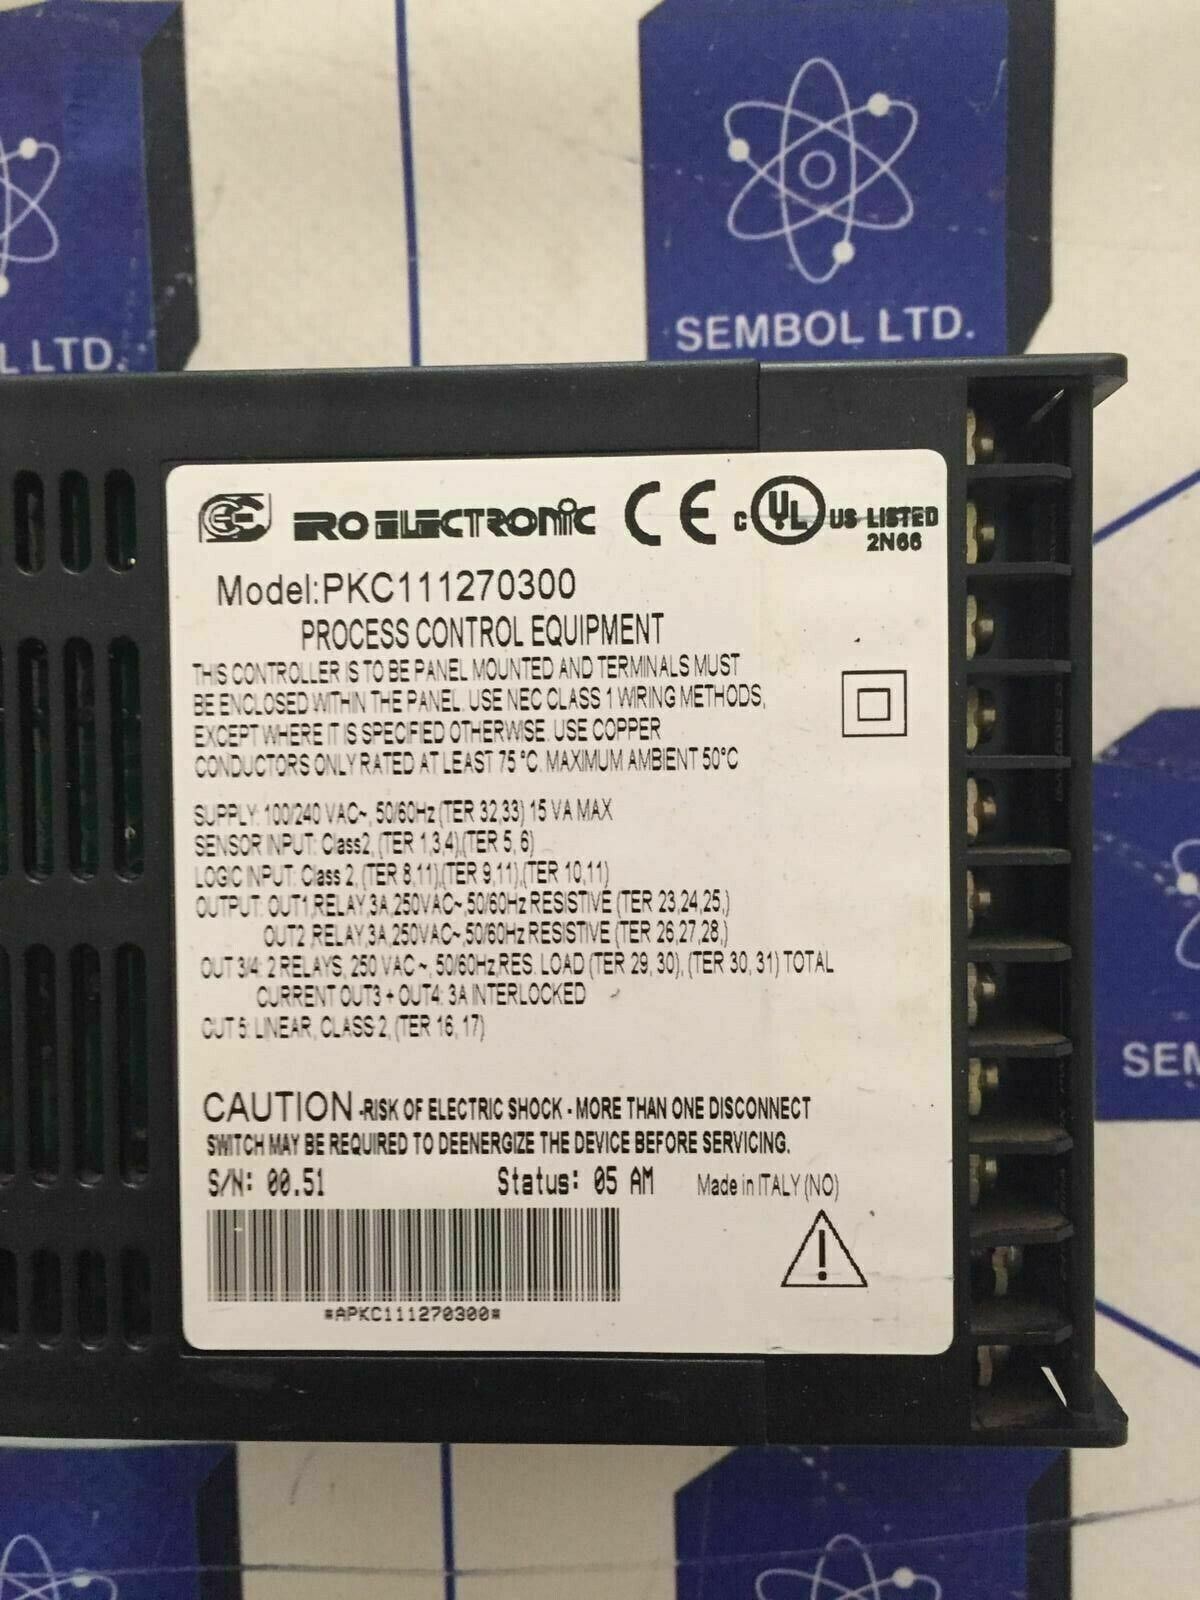 SEMBOL LTD.
L LTD.
ERO ELECTRONIC CE c UL US LISTED
2N66
Model:PKC111270300
PROCESS CONTROL EQUIPMENT
THIS CONTROLLER IS TO BE PANEL MOUNTED AND TERMINALS MUST
BE ENCLOSED WITHIN THE PANEL. USE NEC CLASS 1 WIRING METHODS,
EXCEPT WHERE IT IS SPECIFIED OTHERWISE. USE COPPER
CONDUCTORS ONLY RATED AT LEAST 75 °C. MAXIMUM AMBIENT 50°C
SUPPLY: 100/240 VAC~, 50/60Hz (TER 32,33) 15 VA MAX
SENSOR INPUT: Class2, (TER 1,3,4),(TER 5, 6)
LOGIC INPUT: Class 2, (TER 8,11),(TER 9,11),(TER 10,11)
OUTPUT: OUT1,RELAY,3A,250VAC~,50/60Hz RESISTIVE (TER 23,24,25,)
OUT2,RELAY,3A,250VAC~,50/60Hz RESISTIVE (TER 26,27,28,)
OUT 3/4: 2 RELAYS, 250 VAC ~, 50/60Hz,RES. LOAD (TER 29, 30), (TER 30, 31) TOTAL
CURRENT OUT3 + OUT4: 3A INTERLOCKED
OUT 5: LINEAR, CLASS 2, (TER 16, 17)
CAUTION -RISK OF ELECTRIC SHOCK - MORE THAN ONE DISCONNECT
SWITCH MAY BE REQUIRED TO DEENERGIZE THE DEVICE BEFORE SERVICING.
S/N: 00.51 Status: 05 AM Made in ITALY (NO)
*APKC111270300*
SEM